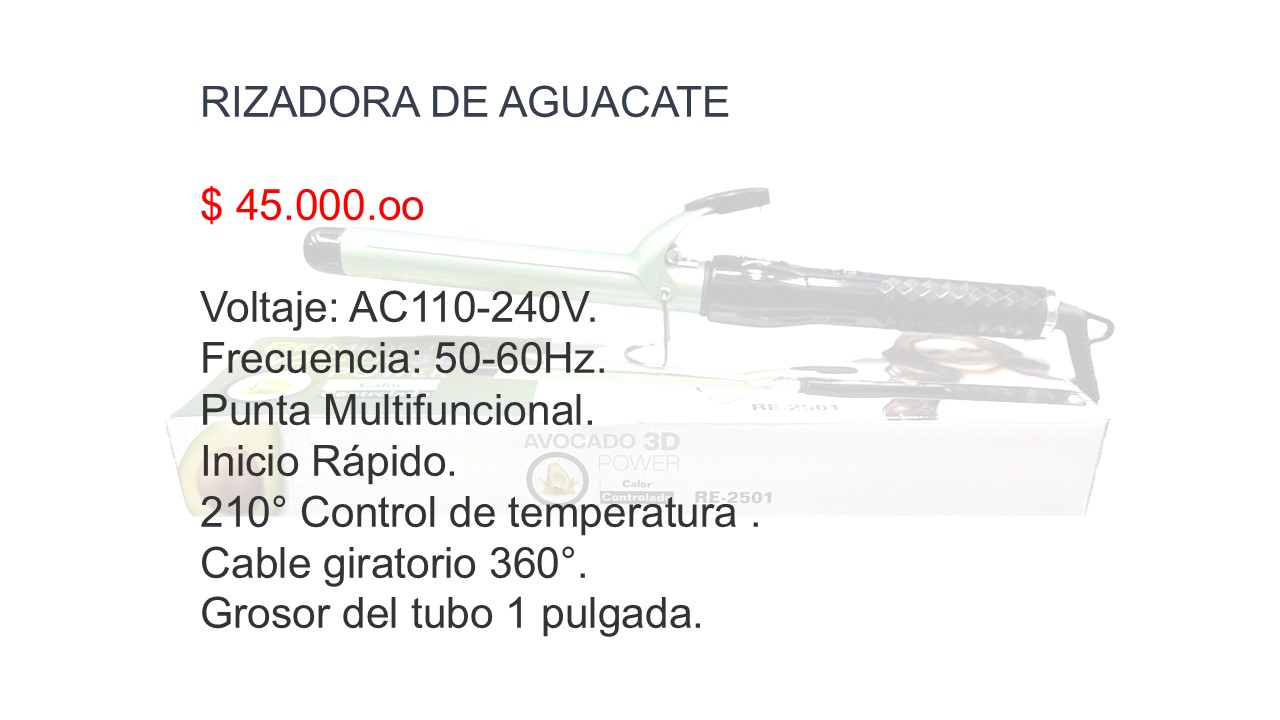 RIZADORA DE AGUACATE
$ 45.000.oo
Voltaje: AC110-240V.
Frecuencia: 50-60Hz.
Punta Multifuncional.
Inicio Rápido.
210° Control de temperatura .
Cable giratorio 360°.
Grosor del tubo 1 pulgada.
RE-2501
AVOCADO 3D
POWER
Calor
Controlado
RE-2501